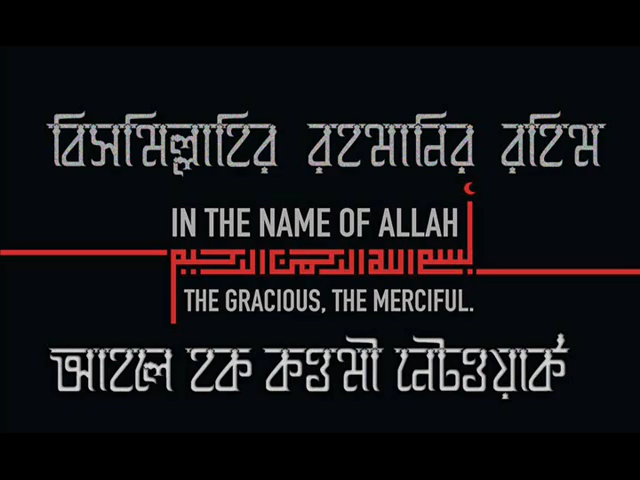 বিসমিল্লাহির রহমানির রহিম
IN THE NAME OF ALLAH
بسم الله الرحمن الرحيم
THE GRACIOUS, THE MERCIFUL.
আহলে হক কওমী নেটওয়ার্ক